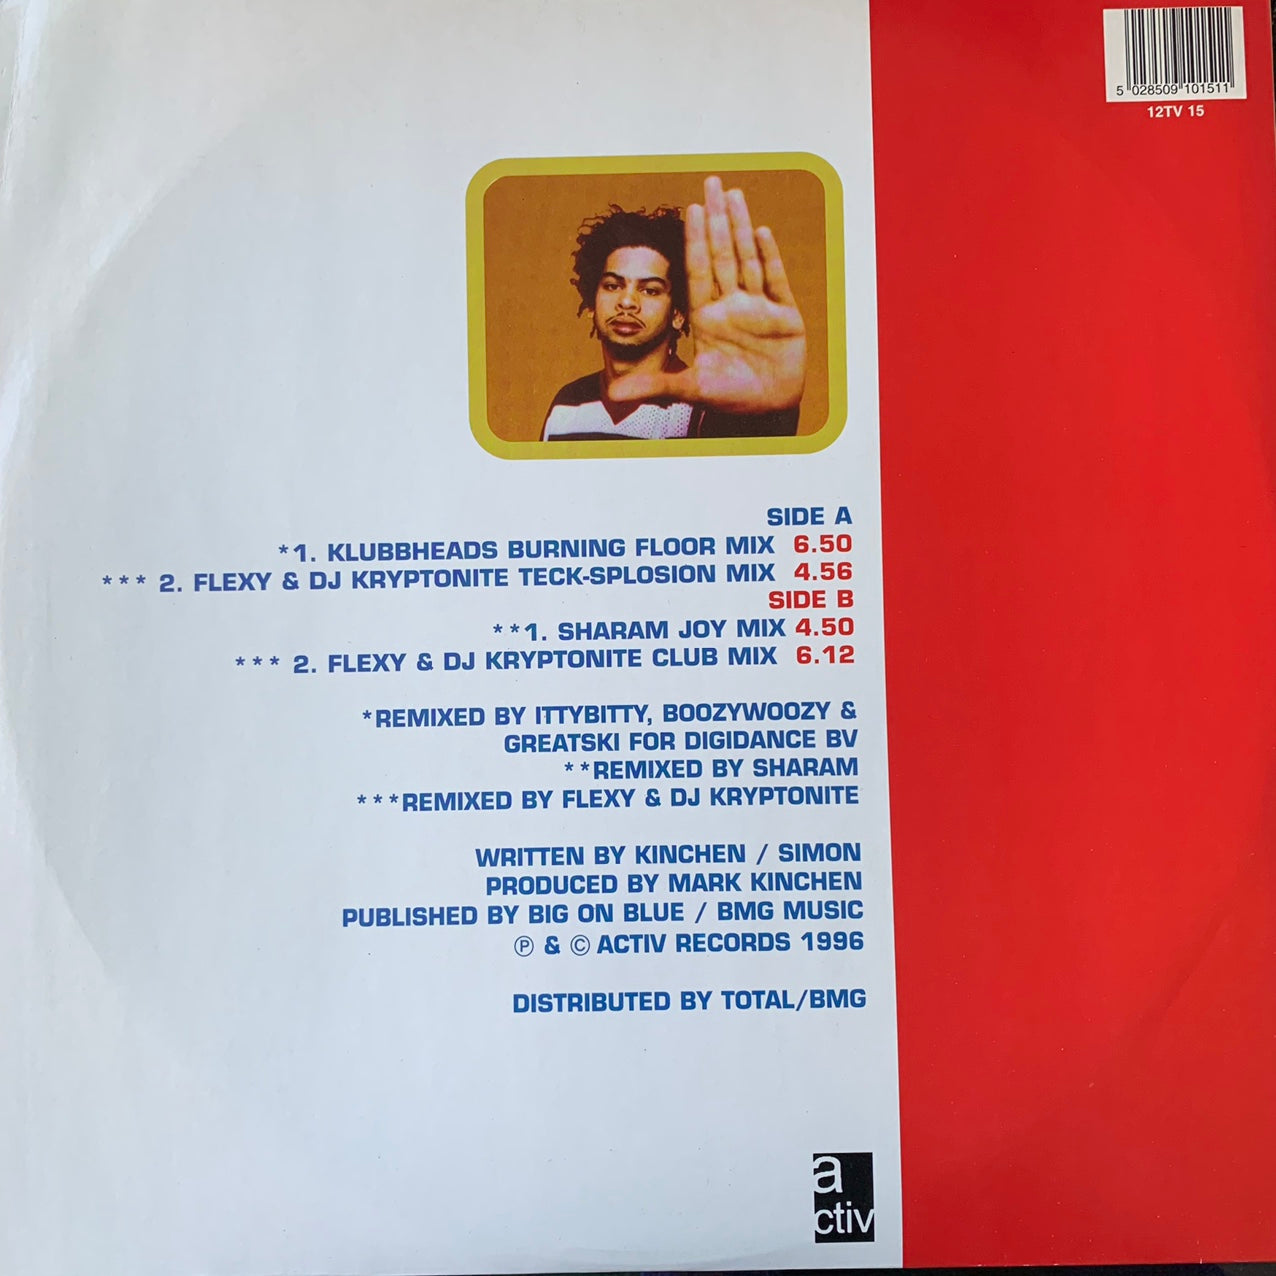 5 028509 101511
12TV 15
SIDE A
*1. KLUBBHEADS BURNING FLOOR MIX 6.50
*** 2. FLEXY & DJ KRYPTONITE TECK-SPLOSION MIX 4.56
SIDE B
**1. SHARAM JOY MIX 4.50
*** 2. FLEXY & DJ KRYPTONITE CLUB MIX 6.12
*REMIXED BY ITTYBITTY, BOOZYWOOZY &
GREATSKI FOR DIGIDANCE BV
**REMIXED BY SHARAM
***REMIXED BY FLEXY & DJ KRYPTONITE
WRITTEN BY KINCHEN / SIMON
PRODUCED BY MARK KINCHEN
PUBLISHED BY BIG ON BLUE / BMG MUSIC
℗ & © ACTIV RECORDS 1996
DISTRIBUTED BY TOTAL/BMG
a
ctiv